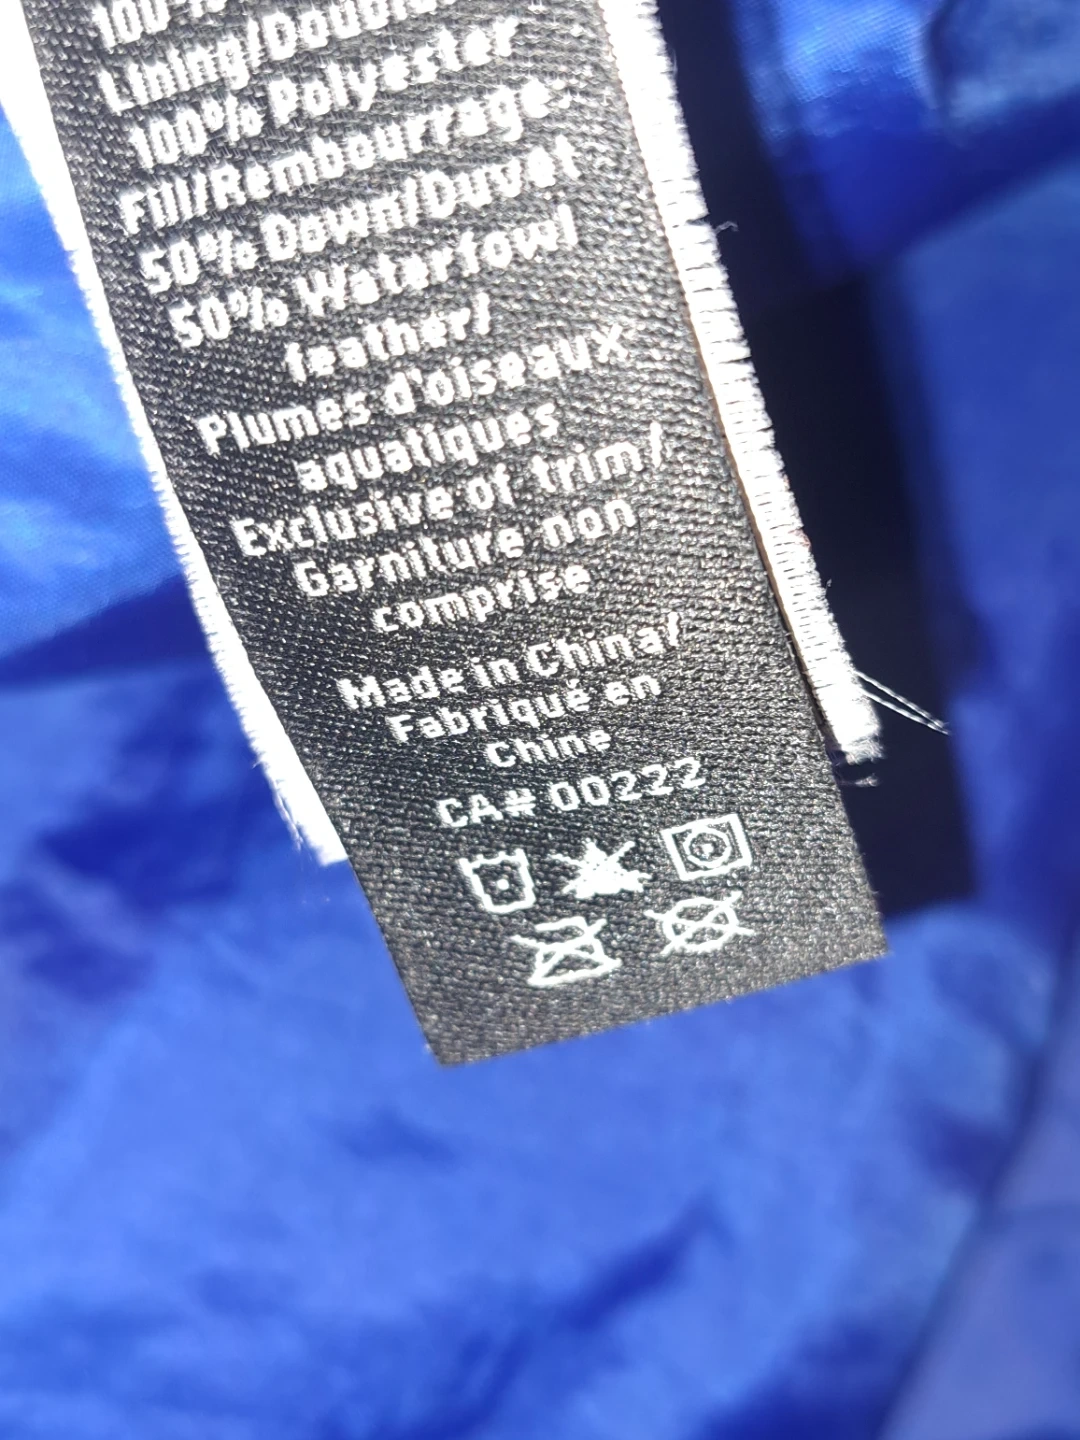 100%
Lining/Doublure
100% Polyester
Fill/Rembourrage:
50% Down/Duvet
50% Waterfowl
feather/
Plumes d'oiseaux
aquatiques
Exclusive of trim/
Garniture non
comprise
Made in China/
Fabriqué en
Chine
CA# 00222